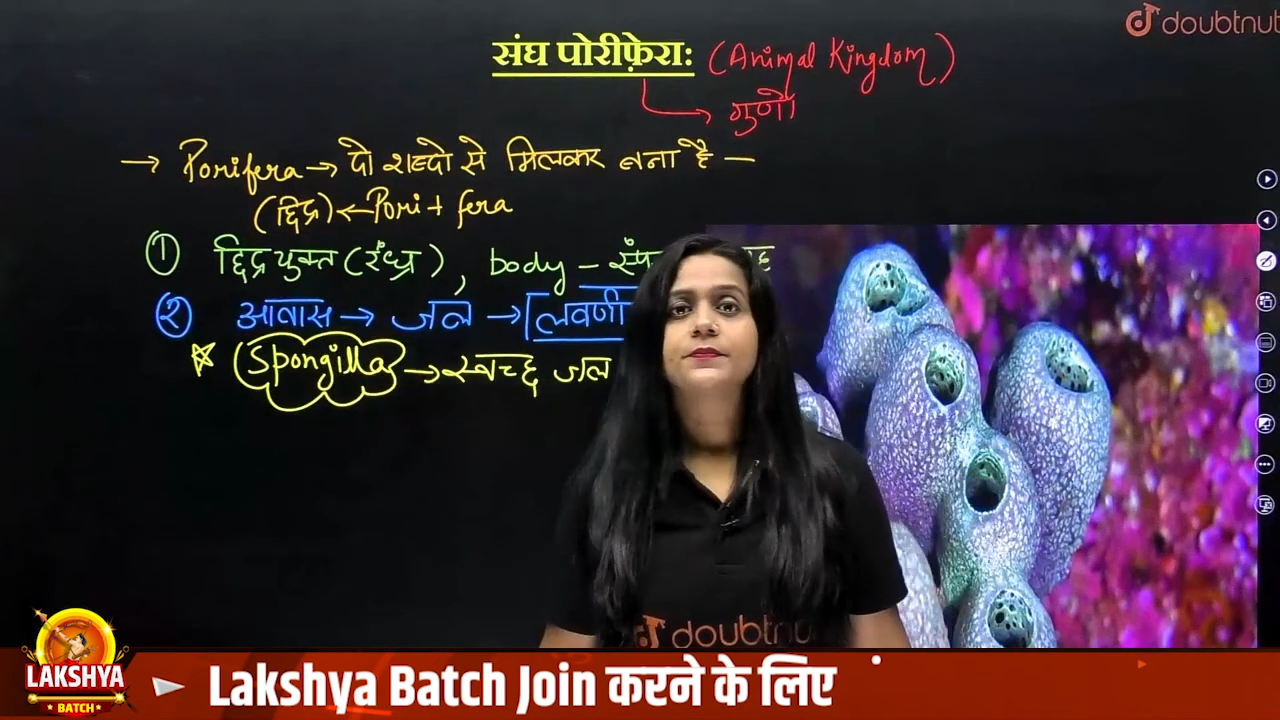 doubtnut
संघ पोरीफ़ेरा: (Animal Kingdom)
गुणो
→ Porifera → दो शब्दो से मिलकर बना है —
(छिद्र) ← Pori + fera
① छिद्रयुक्त (रंध्र), body –
② आवास → जल → लवणी
☆ Spongilla → स्वच्छ जल
doubtnu
LAKSHYA
BATCH
Lakshya Batch Join करने के लिए